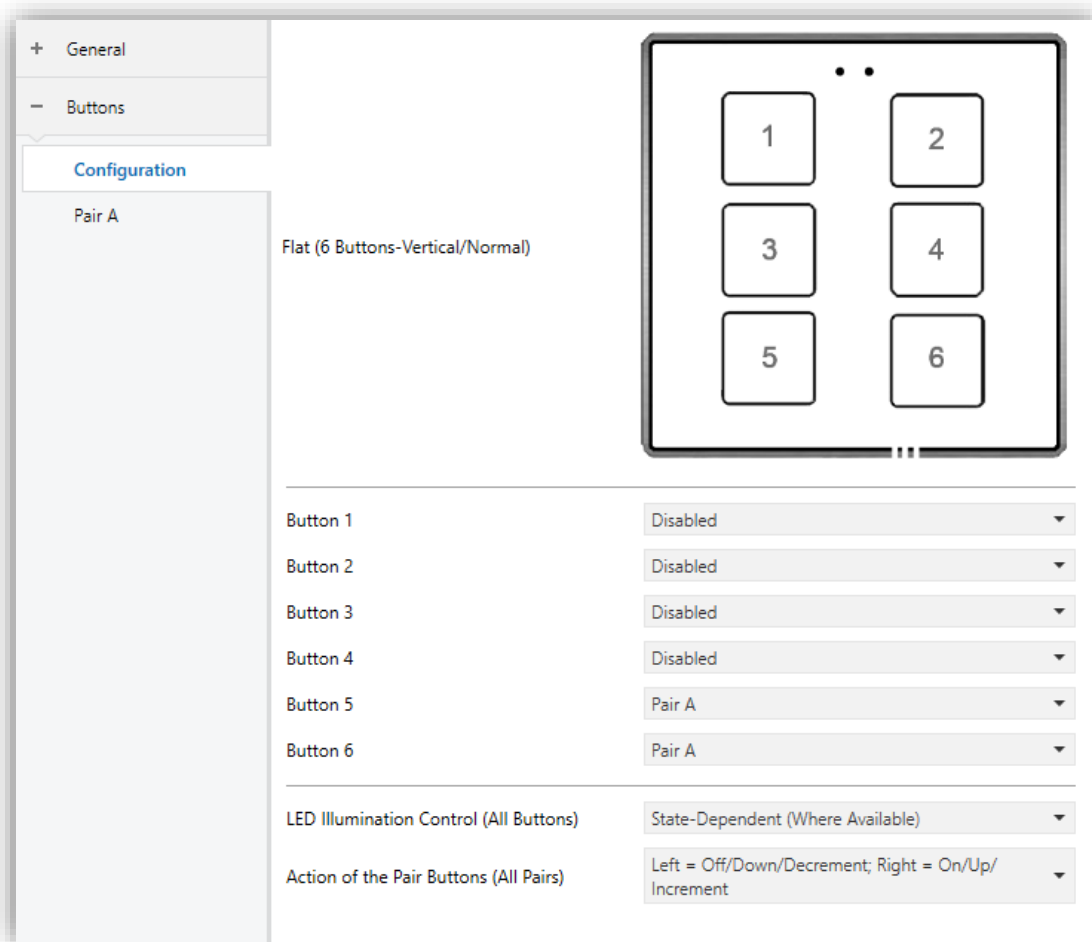 + General
− Buttons
Configuration
Pair A
Flat (6 Buttons-Vertical/Normal)
1 2
3 4
5 6
Button 1 Disabled
Button 2 Disabled
Button 3 Disabled
Button 4 Disabled
Button 5 Pair A
Button 6 Pair A
LED Illumination Control (All Buttons) State-Dependent (Where Available)
Action of the Pair Buttons (All Pairs) Left = Off/Down/Decrement; Right = On/Up/
Increment